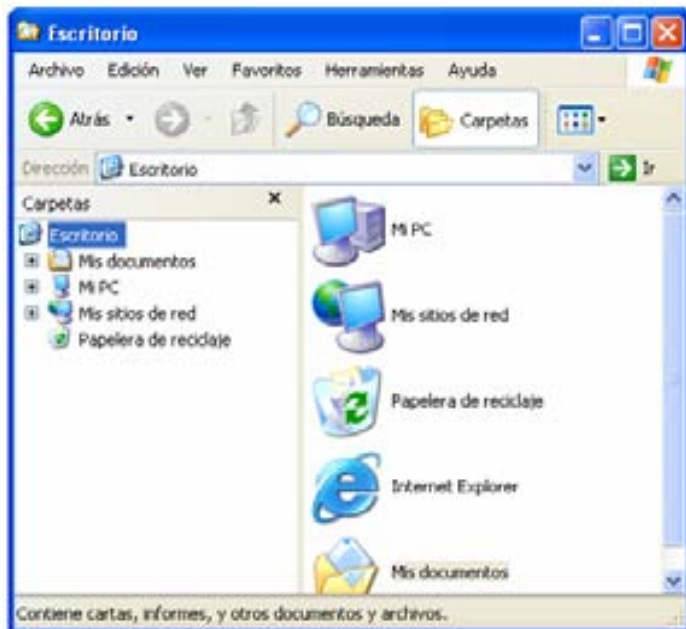 Escritorio
Archivo Edición Ver Favoritos Herramientas Ayuda
Atrás Búsqueda Carpetas
Dirección Escritorio Ir
Carpetas
Escritorio
Mis documentos
Mi PC
Mis sitios de red
Papelera de reciclaje
Mi PC
Mis sitios de red
Papelera de reciclaje
Internet Explorer
Mis documentos
Contiene cartas, informes, y otros documentos y archivos.